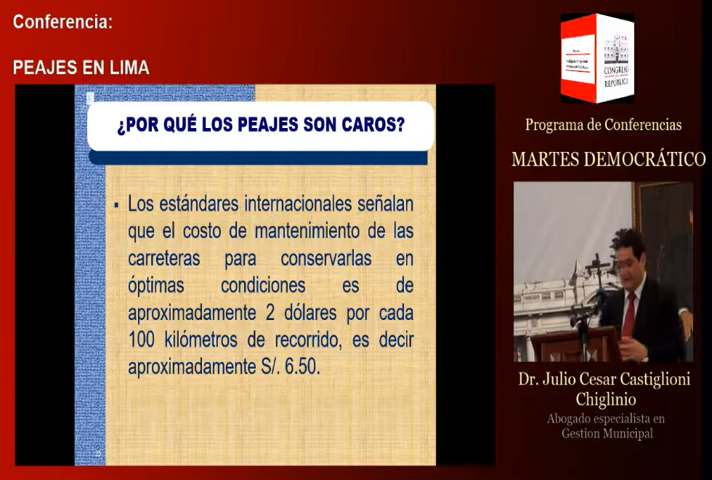 Conferencia:
PEAJES EN LIMA
¿POR QUÉ LOS PEAJES SON CAROS?
▪ Los estándares internacionales señalan
que el costo de mantenimiento de las
carreteras para conservarlas en
óptimas condiciones es de
aproximadamente 2 dólares por cada
100 kilómetros de recorrido, es decir
aproximadamente S/. 6.50.
CONGRESO
REPÚBLICA
Programa de Conferencias
MARTES DEMOCRÁTICO
Dr. Julio Cesar Castiglioni
Chiglinio
Abogado especialista en
Gestion Municipal